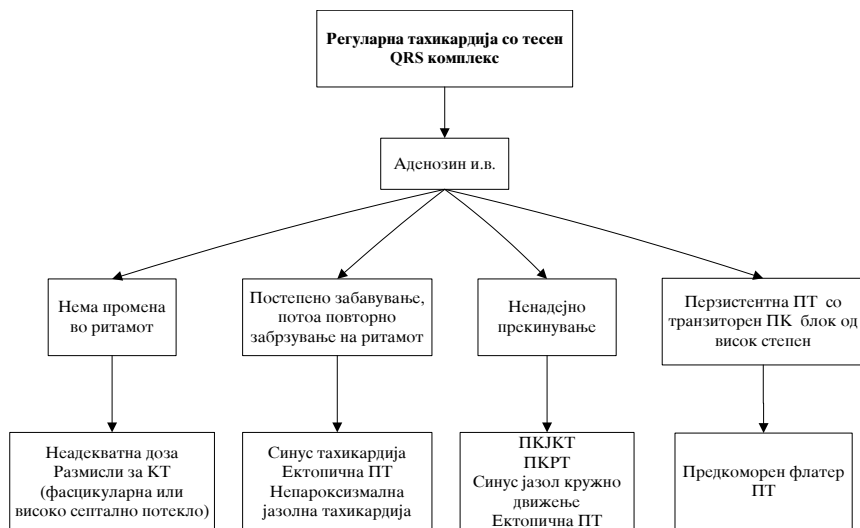 Регуларна тахикардија со тесен
QRS комплекс
Аденозин и.в.
Нема промена
во ритамот
Постепено забавување,
потоа повторно
забрзување на ритамот
Ненадејно
прекинување
Перзистентна ПТ со
транзиторен ПК блок од
висок степен
Неадекватна доза
Размисли за КТ
(фасцикуларна или
високо септално потекло)
Синус тахикардија
Ектопична ПТ
Непароксизмална
јазолна тахикардија
ПКЈКТ
ПКРТ
Синус јазол кружно
движење
Ектопична ПТ
Предкоморен флатер
ПТ